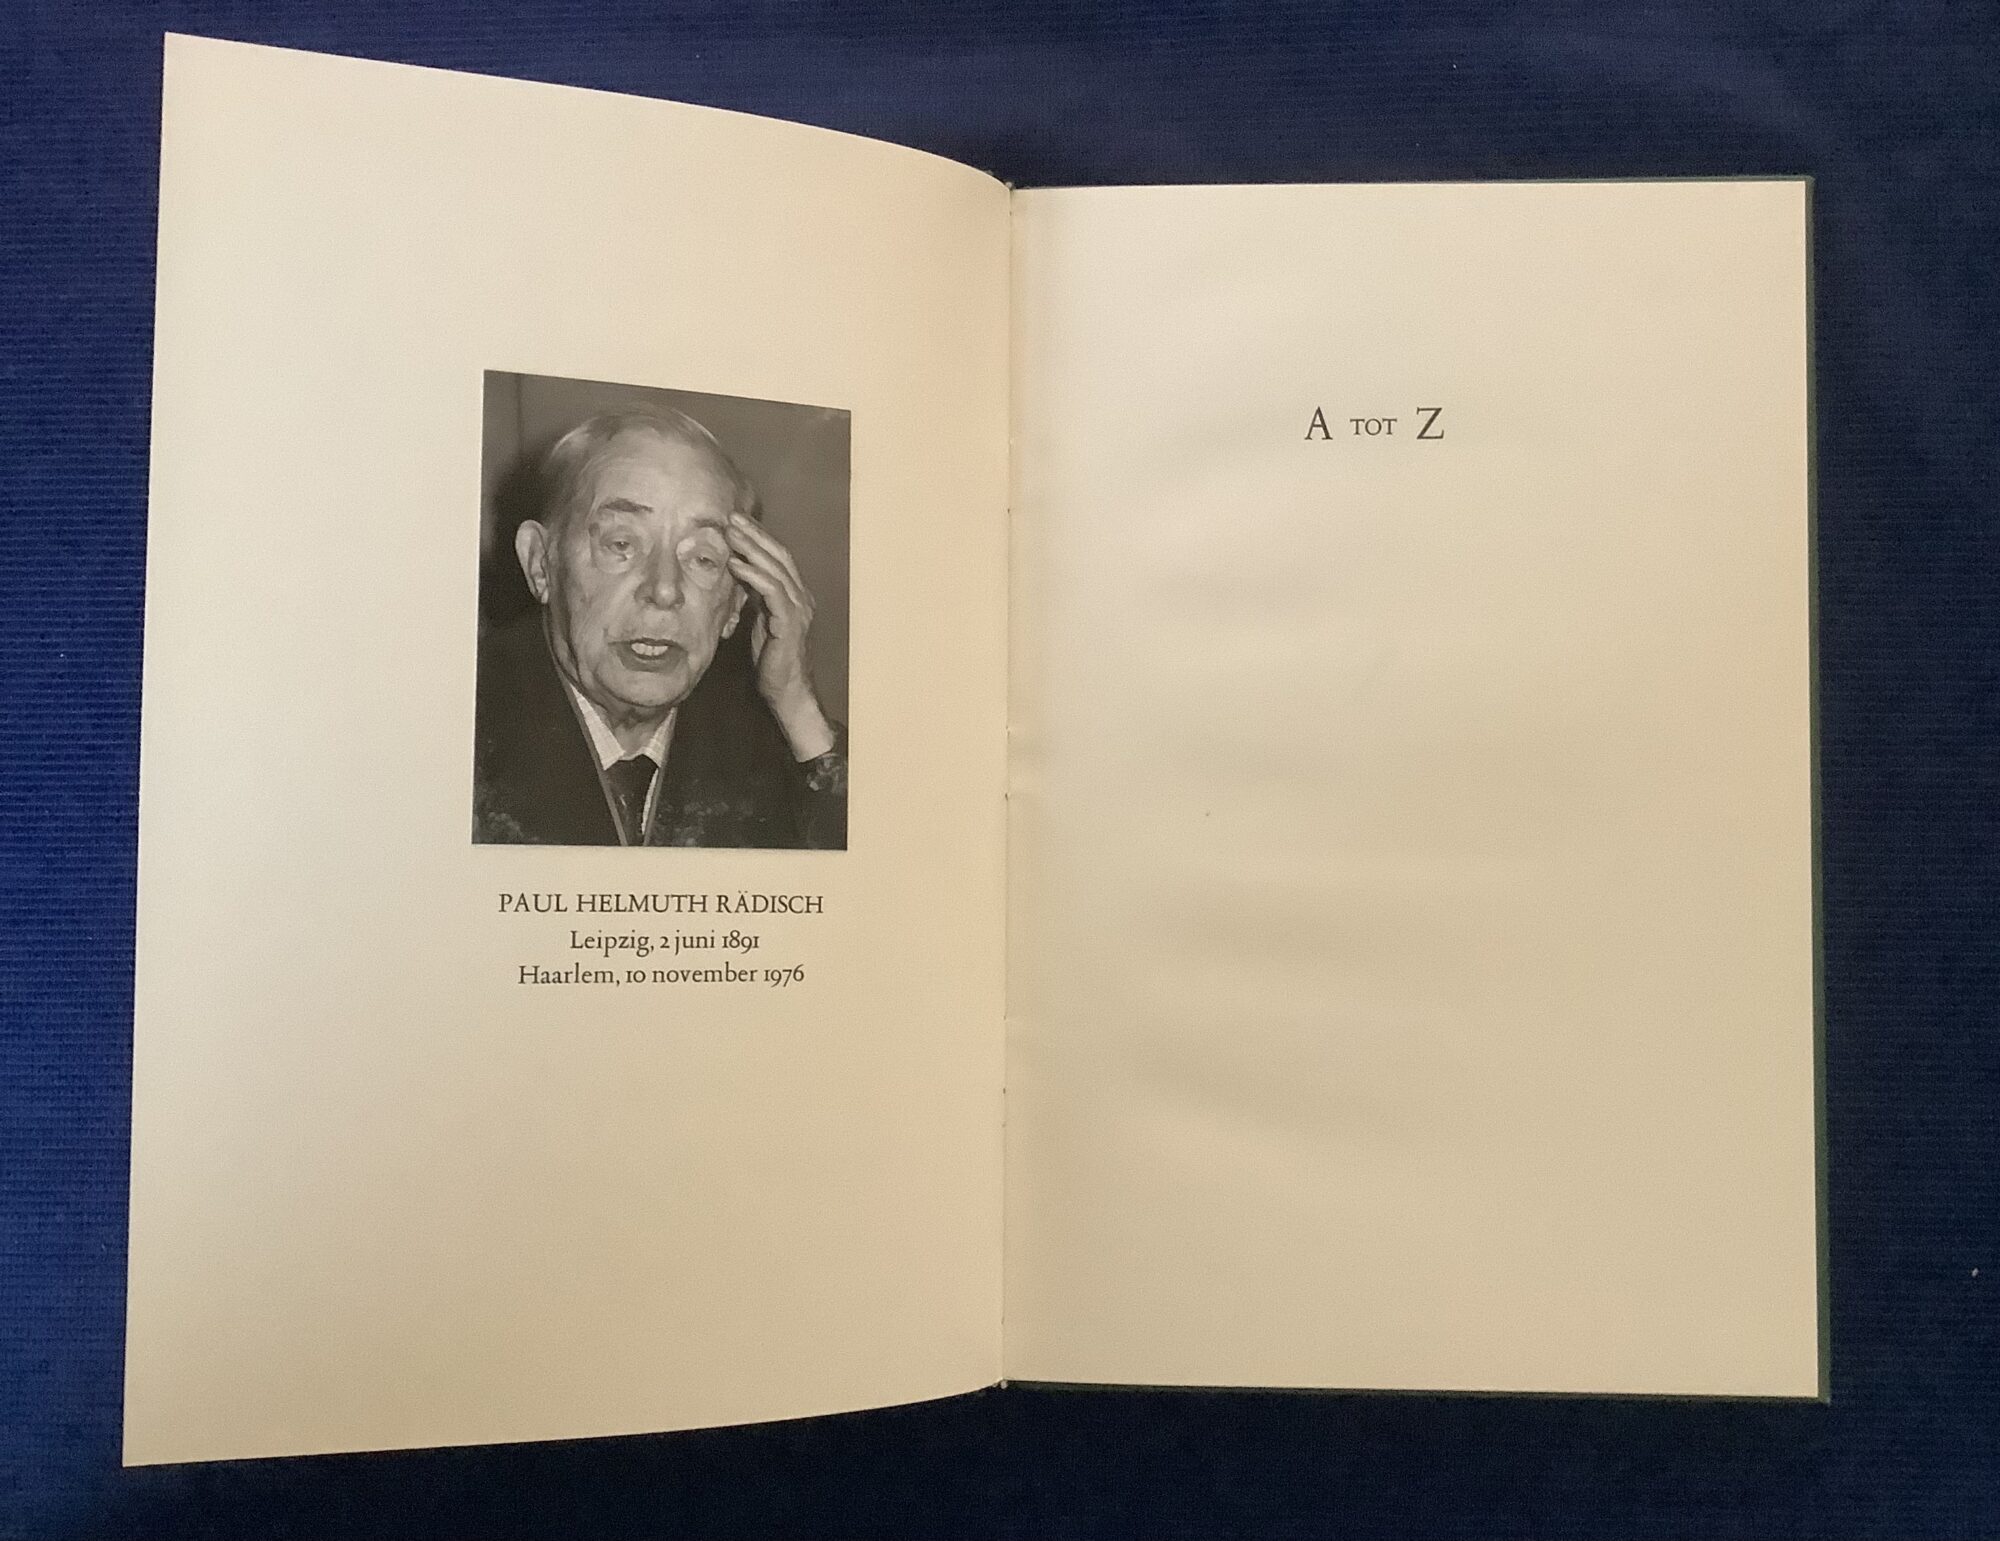 PAUL HELMUTH RÄDISCH
Leipzig, 2 juni 1891
Haarlem, 10 november 1976
A TOT Z